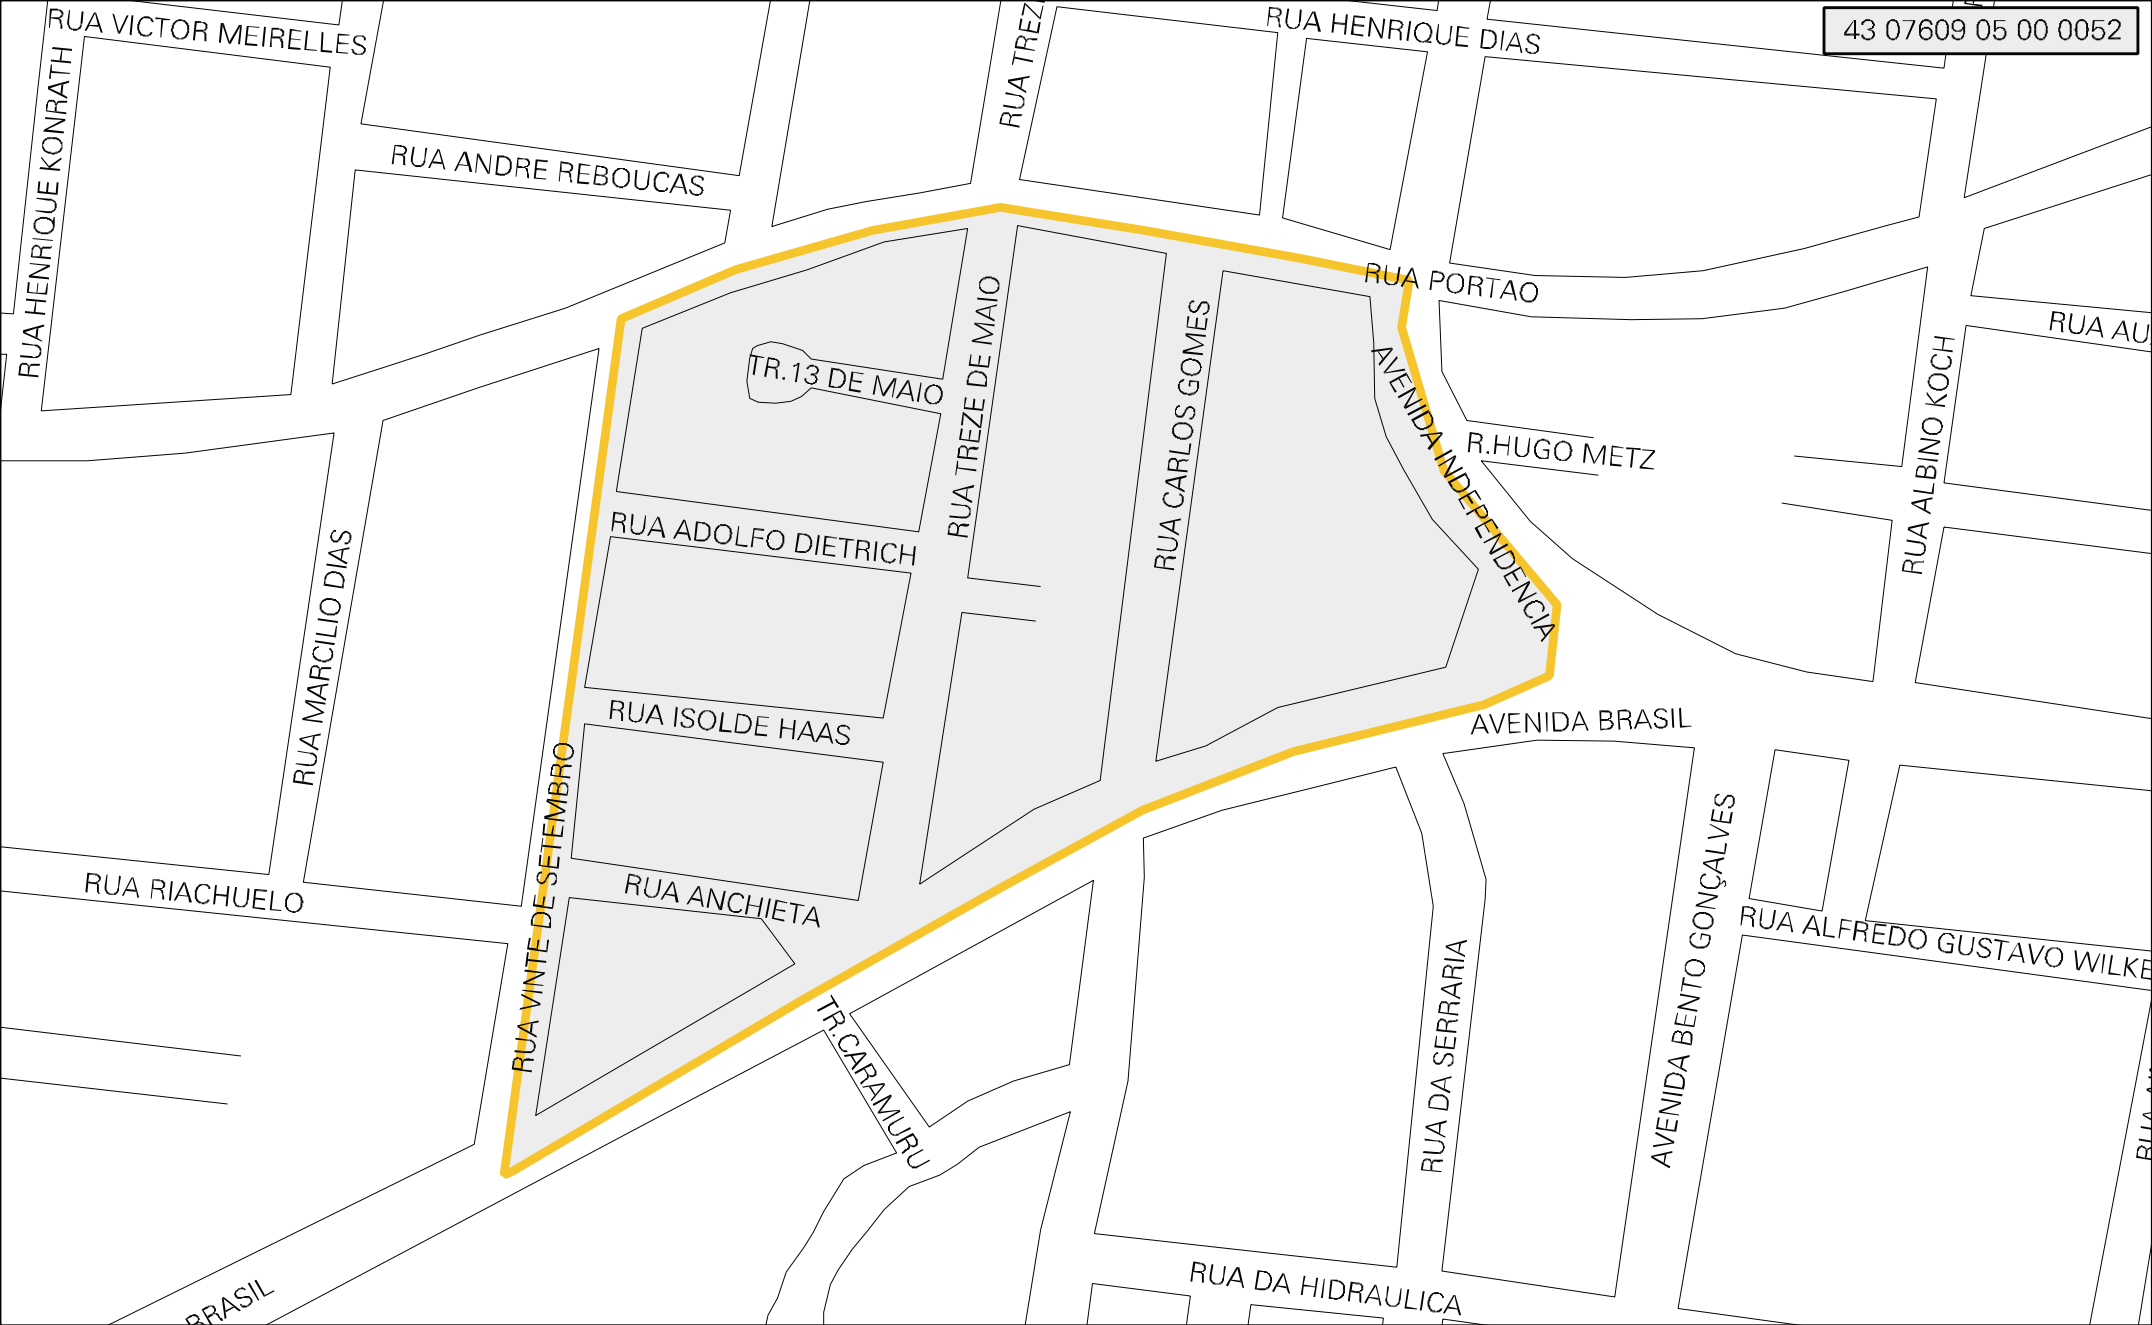 RUA VICTOR MEIRELLES
RUA HENRIQUE KONRATH
RUA TREZ
RUA HENRIQUE DIAS
43 07609 05 00 0052
RUA ANDRE REBOUCAS
RUA PORTAO
RUA AU
TR.13 DE MAIO
RUA TREZE DE MAIO
RUA CARLOS GOMES
AVENIDA INDEPENDENCIA
R.HUGO METZ
RUA ALBINO KOCH
RUA ADOLFO DIETRICH
RUA MARCILIO DIAS
RUA ISOLDE HAAS
AVENIDA BRASIL
RUA VINTE DE SETEMBRO
RUA RIACHUELO
RUA ANCHIETA
AVENIDA BENTO GONÇALVES
RUA ALFREDO GUSTAVO WILKE
RUA DA SERRARIA
TR.CARAMURU
RUA DA HIDRAULICA
BRASIL